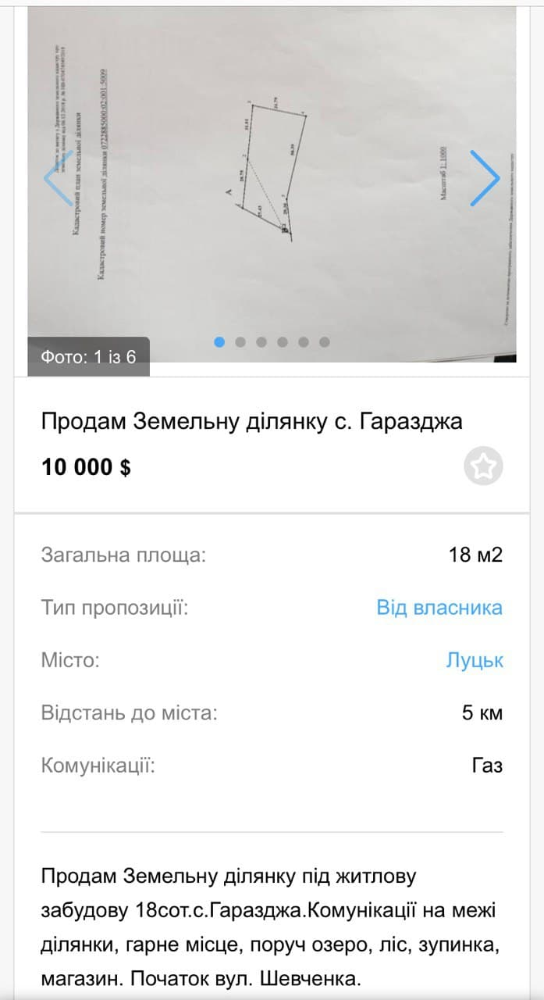 Кадастровий план земельної ділянки
Кадастровий номер земельної ділянки 0722885000:02:001:5009
А
Масштаб 1: 1000
Фото: 1 із 6
Продам Земельну ділянку с. Гаразджа
10 000 $
Загальна площа: 18 м2
Тип пропозиції: Від власника
Місто: Луцьк
Відстань до міста: 5 км
Комунікації: Газ
Продам Земельну ділянку під житлову
забудову 18сот.с.Гаразджа.Комунікації на межі
ділянки, гарне місце, поруч озеро, ліс, зупинка,
магазин. Початок вул. Шевченка.